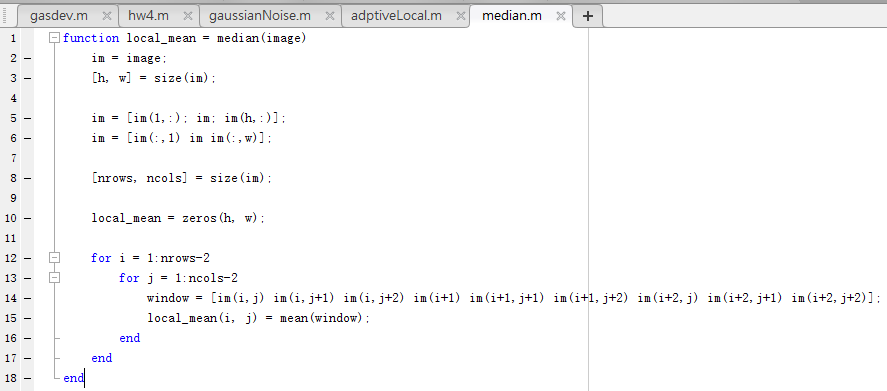 gasdev.m hw4.m gaussianNoise.m adptiveLocal.m median.m
1 function local_mean = median(image)
2 im = image;
3 [h, w] = size(im);
4
5 im = [im(1,:); im; im(h,:)];
6 im = [im(:,1) im im(:,w)];
7
8 [nrows, ncols] = size(im);
9
10 local_mean = zeros(h, w);
11
12 for i = 1:nrows-2
13 for j = 1:ncols-2
14 window = [im(i,j) im(i,j+1) im(i,j+2) im(i+1) im(i+1,j+1) im(i+1,j+2) im(i+2,j) im(i+2,j+1) im(i+2,j+2)];
15 local_mean(i, j) = mean(window);
16 end
17 end
18 end